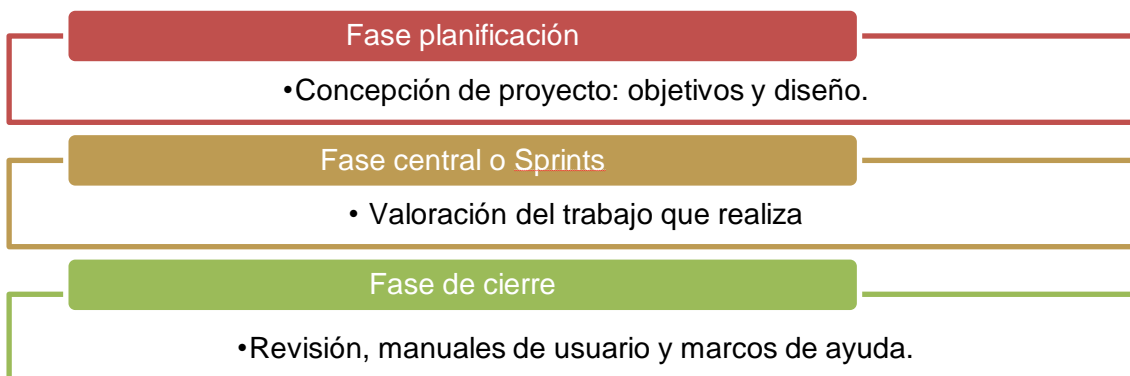 Fase planificación
•Concepción de proyecto: objetivos y diseño.
Fase central o Sprints
• Valoración del trabajo que realiza
Fase de cierre
•Revisión, manuales de usuario y marcos de ayuda.